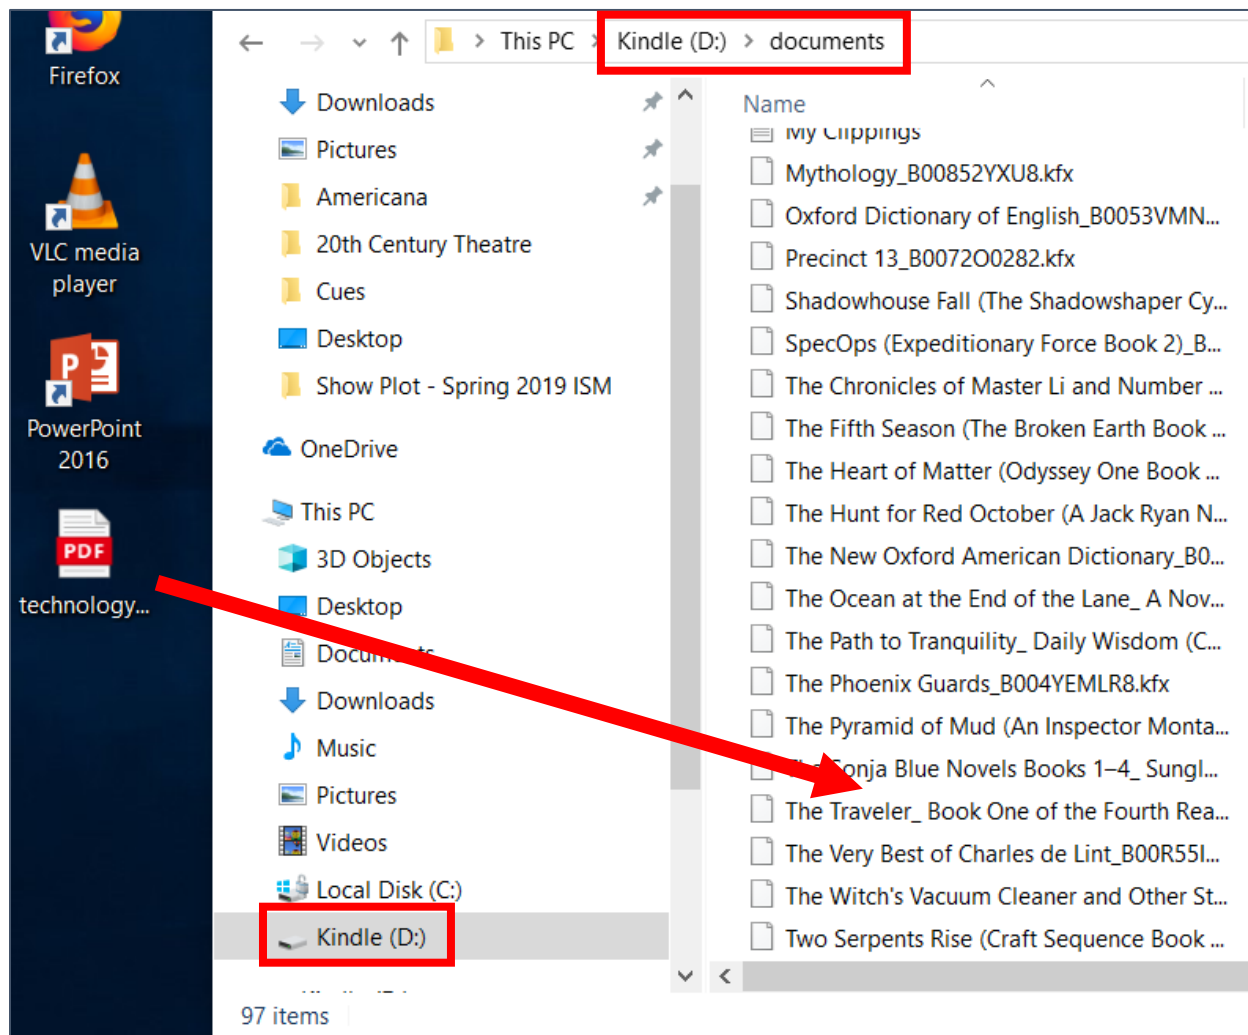 Firefox
VLC media
player
PowerPoint
2016
PDF
technology...
This PC > Kindle (D:) > documents
Downloads
Pictures
Americana
20th Century Theatre
Cues
Desktop
Show Plot - Spring 2019 ISM
OneDrive
This PC
3D Objects
Desktop
Documents
Downloads
Music
Pictures
Videos
Local Disk (C:)
Kindle (D:)
97 items
Name
My Clippings
Mythology_B00852YXU8.kfx
Oxford Dictionary of English_B0053VMN...
Precinct 13_B0072O0282.kfx
Shadowhouse Fall (The Shadowshaper Cy...
SpecOps (Expeditionary Force Book 2)_B...
The Chronicles of Master Li and Number ...
The Fifth Season (The Broken Earth Book ...
The Heart of Matter (Odyssey One Book ...
The Hunt for Red October (A Jack Ryan N...
The New Oxford American Dictionary_B0...
The Ocean at the End of the Lane_ A Nov...
The Path to Tranquility_ Daily Wisdom (C...
The Phoenix Guards_B004YEMLR8.kfx
The Pyramid of Mud (An Inspector Monta...
The Sonja Blue Novels Books 1–4_ Sungl...
The Traveler_ Book One of the Fourth Rea...
The Very Best of Charles de Lint_B00R55I...
The Witch's Vacuum Cleaner and Other St...
Two Serpents Rise (Craft Sequence Book ...